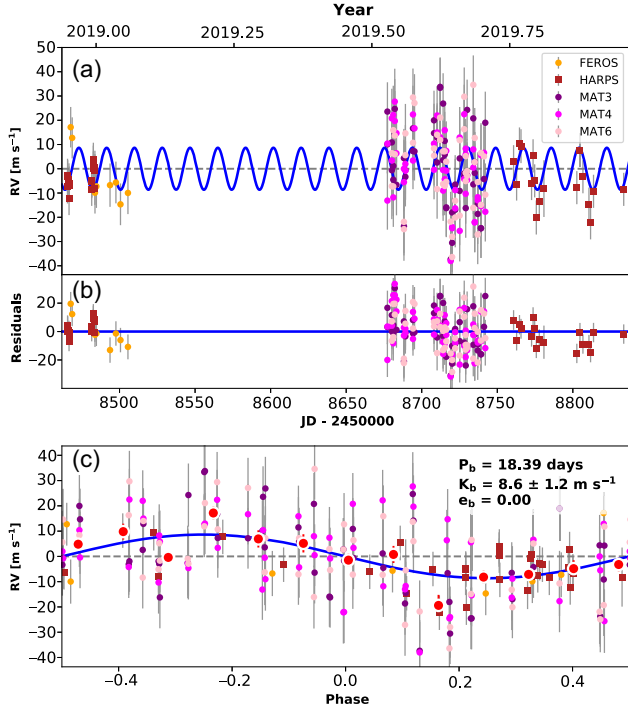 Year
2019.00 2019.25 2019.50 2019.75
(a)
FEROS
HARPS
MAT3
MAT4
MAT6
50
40
30
20
10
0
−10
−20
−30
−40
RV [m s⁻¹]
(b)
20
0
−20
Residuals
8500 8550 8600 8650 8700 8750 8800
JD - 2450000
(c)
P_b = 18.39 days
K_b = 8.6 ± 1.2 m s⁻¹
e_b = 0.00
40
30
20
10
0
−10
−20
−30
−40
RV [m s⁻¹]
−0.4 −0.2 0.0 0.2 0.4
Phase